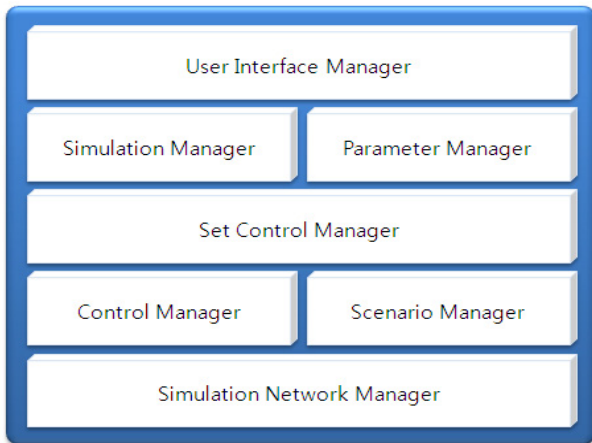 User Interface Manager
Simulation Manager
Parameter Manager
Set Control Manager
Control Manager
Scenario Manager
Simulation Network Manager